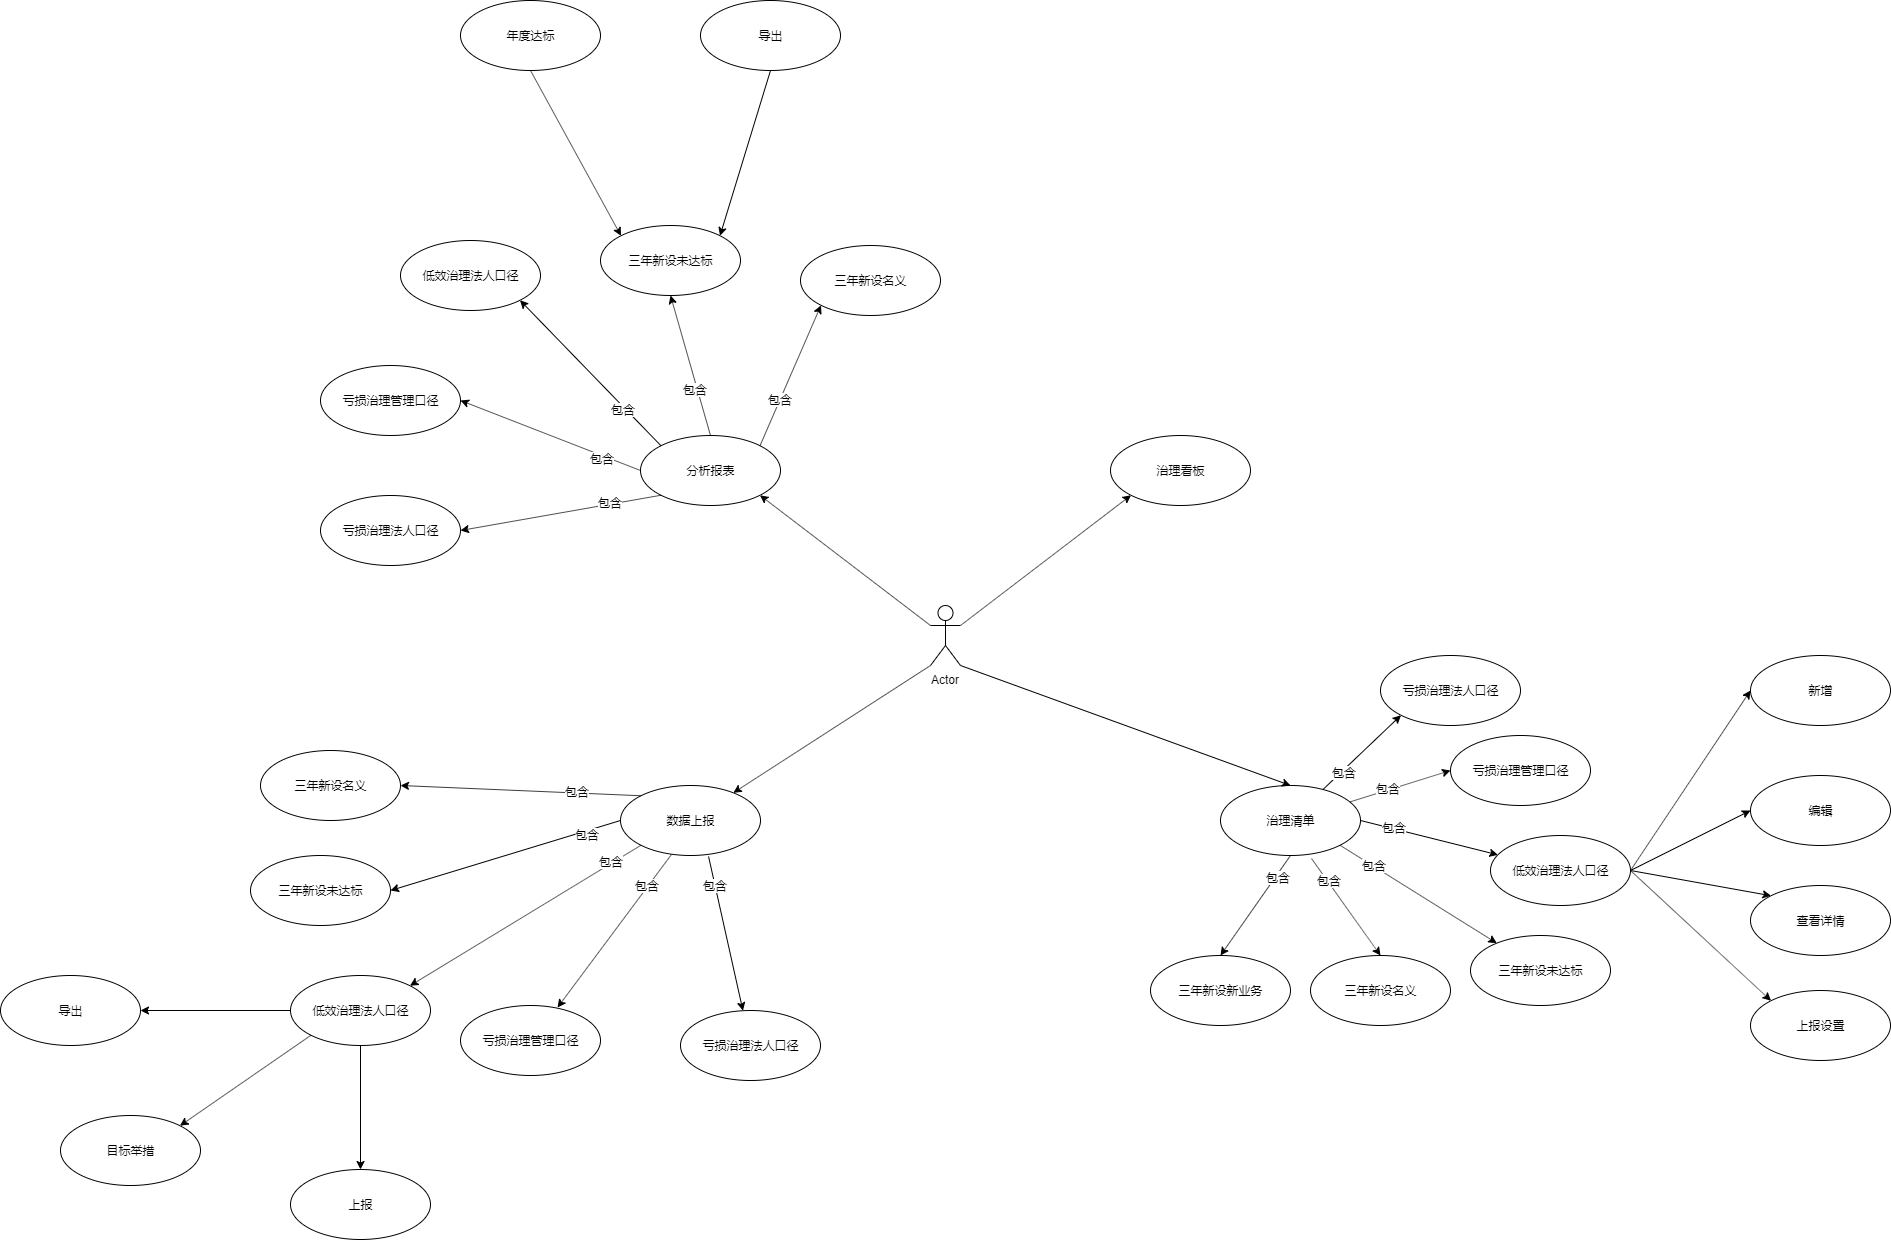 年度达标
导出
三年新设未达标
低效治理法人口径
三年新设名义
包含
包含
包含
亏损治理管理口径
包含
分析报表
包含
亏损治理法人口径
治理看板
Actor
亏损治理法人口径
新增
包含
亏损治理管理口径
包含
三年新设名义
包含
数据上报
治理清单
编辑
包含
包含
包含
包含
包含
包含
包含
包含
包含
低效治理法人口径
三年新设未达标
查看详情
三年新设新业务
三年新设名义
三年新设未达标
导出
低效治理法人口径
上报设置
亏损治理管理口径
亏损治理法人口径
目标举措
上报